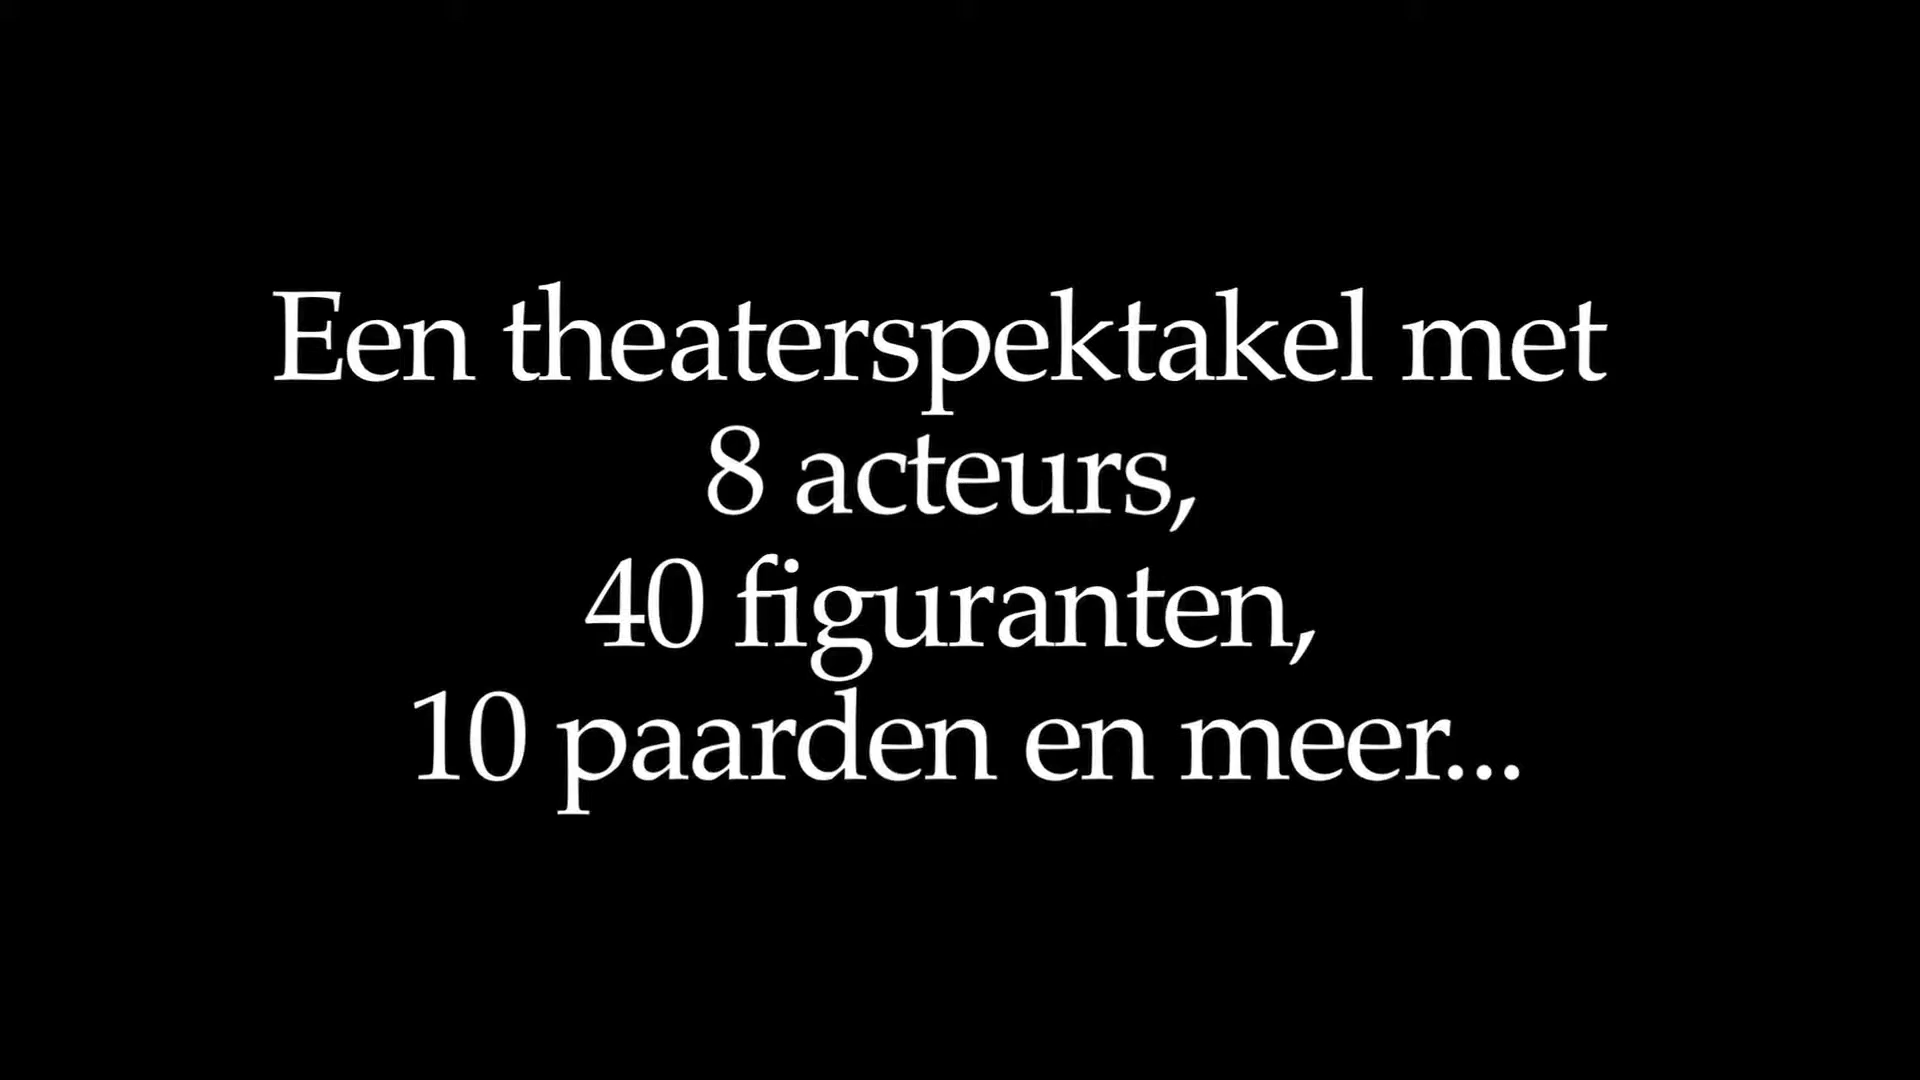 Een theaterspektakel met
8 acteurs,
40 figuranten,
10 paarden en meer...